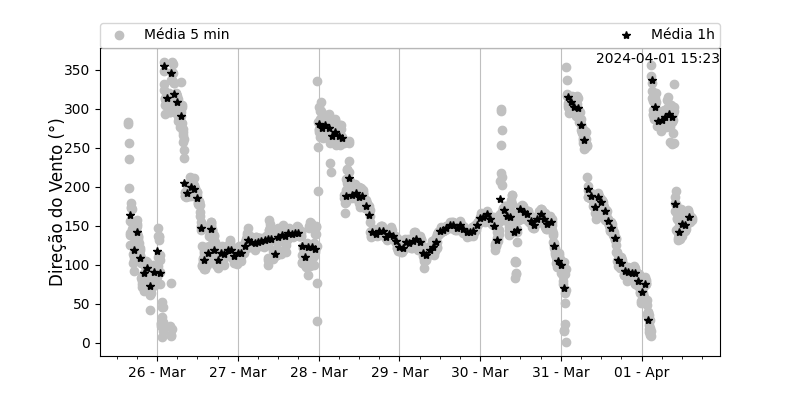 Média 5 min
Média 1h
2024-04-01 15:23
Direção do Vento (°)
350
300
250
200
150
100
50
0
26 - Mar
27 - Mar
28 - Mar
29 - Mar
30 - Mar
31 - Mar
01 - Apr